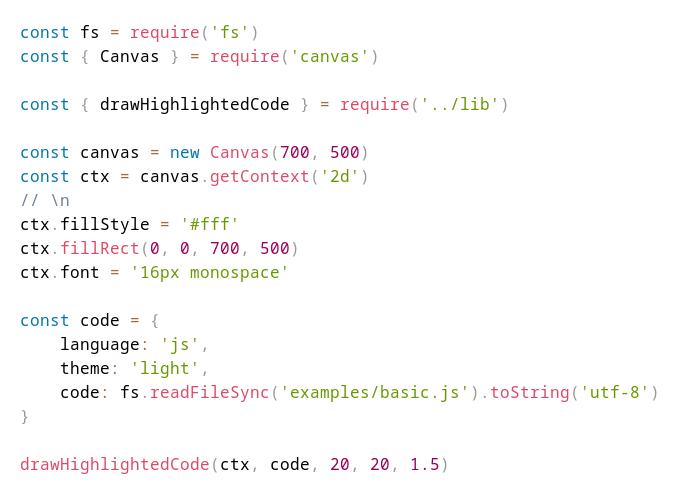 const fs = require('fs')
const { Canvas } = require('canvas')

const { drawHighlightedCode } = require('../lib')

const canvas = new Canvas(700, 500)
const ctx = canvas.getContext('2d')
// \n
ctx.fillStyle = '#fff'
ctx.fillRect(0, 0, 700, 500)
ctx.font = '16px monospace'

const code = {
    language: 'js',
    theme: 'light',
    code: fs.readFileSync('examples/basic.js').toString('utf-8')
}

drawHighlightedCode(ctx, code, 20, 20, 1.5)